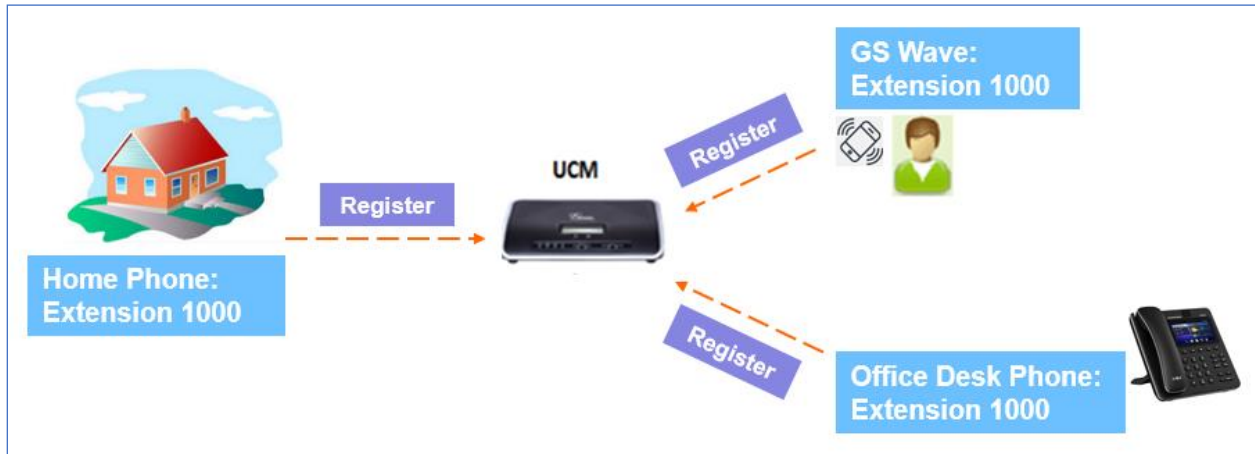 GS Wave:
Extension 1000
Register
UCM
Register
Home Phone:
Extension 1000
Register
Office Desk Phone:
Extension 1000